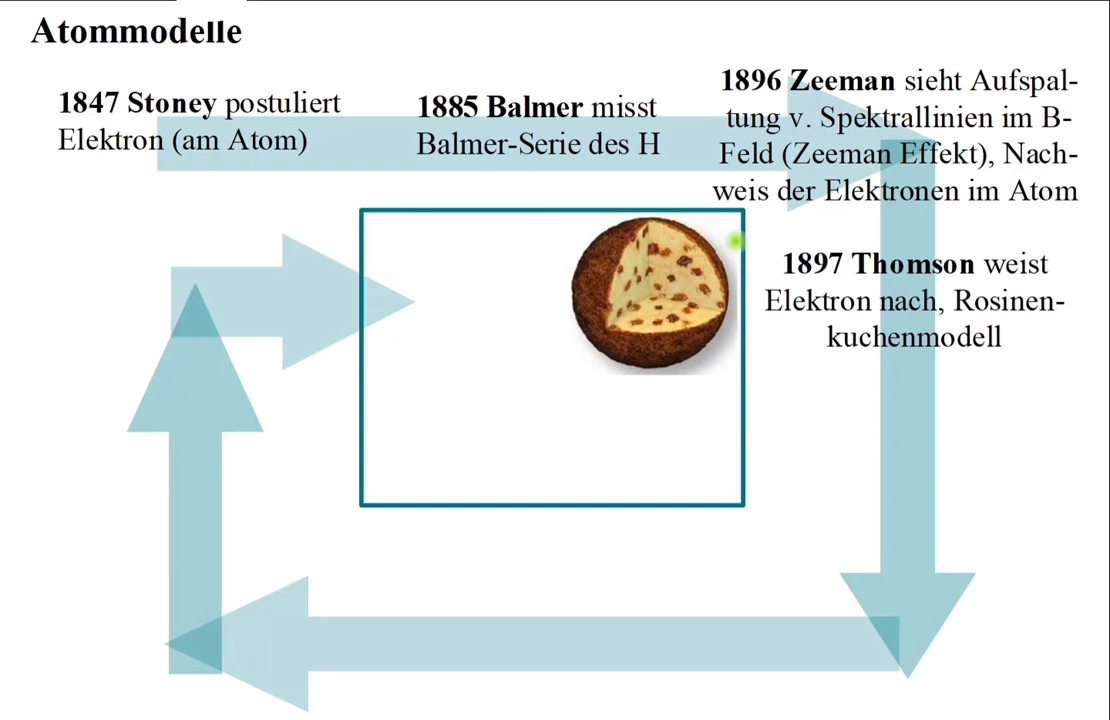 Atommodelle
1847 Stoney postuliert
Elektron (am Atom)
1885 Balmer misst
Balmer-Serie des H
1896 Zeeman sieht Aufspal-
tung v. Spektrallinien im B-
Feld (Zeeman Effekt), Nach-
weis der Elektronen im Atom
1897 Thomson weist
Elektron nach, Rosinen-
kuchenmodell